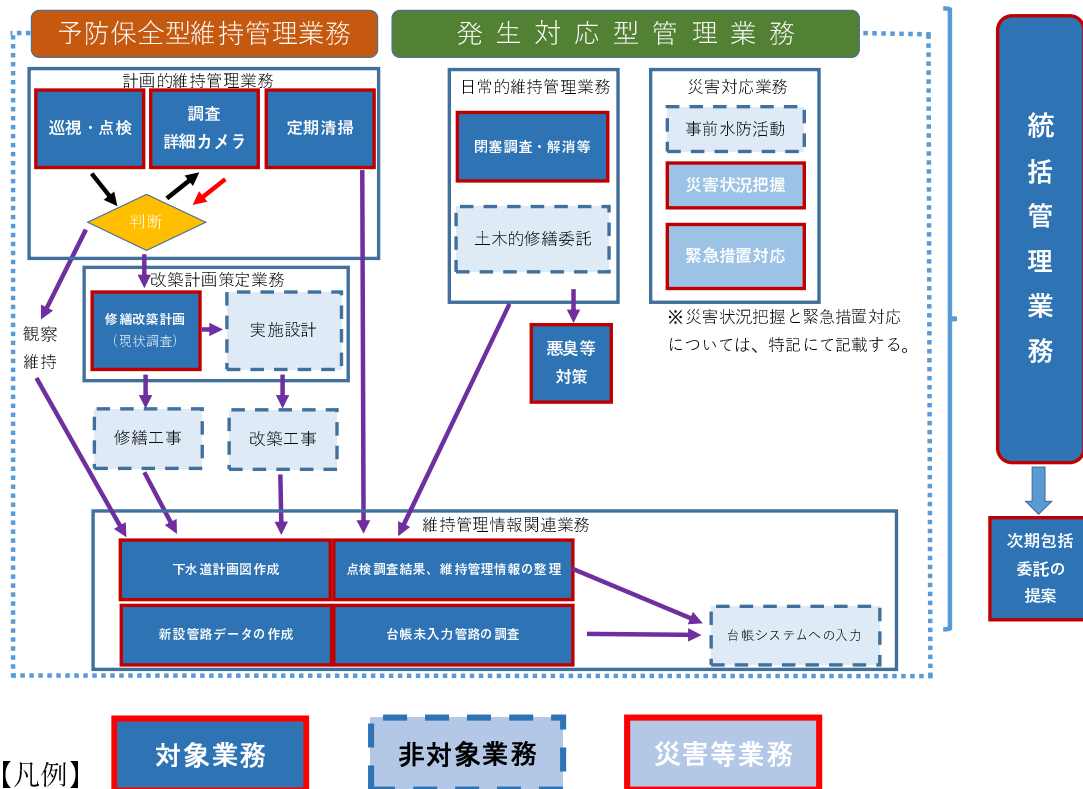 予防保全型維持管理業務
発生対応型管理業務
計画的維持管理業務
巡視・点検
調査
詳細カメラ
定期清掃
判断
観察
維持
改築計画策定業務
修繕改築計画
（現状調査）
実施設計
修繕工事
改築工事
日常的維持管理業務
閉塞調査・解消等
土木的修繕委託
悪臭等
対策
災害対応業務
事前水防活動
災害状況把握
緊急措置対応
※災害状況把握と緊急措置対応
については、特記にて記載する。
維持管理情報関連業務
下水道計画図作成
点検調査結果、維持管理情報の整理
新設管路データの作成
台帳未入力管路の調査
台帳システムへの入力
統括管理業務
次期包括
委託の
提案
【凡例】
対象業務
非対象業務
災害等業務